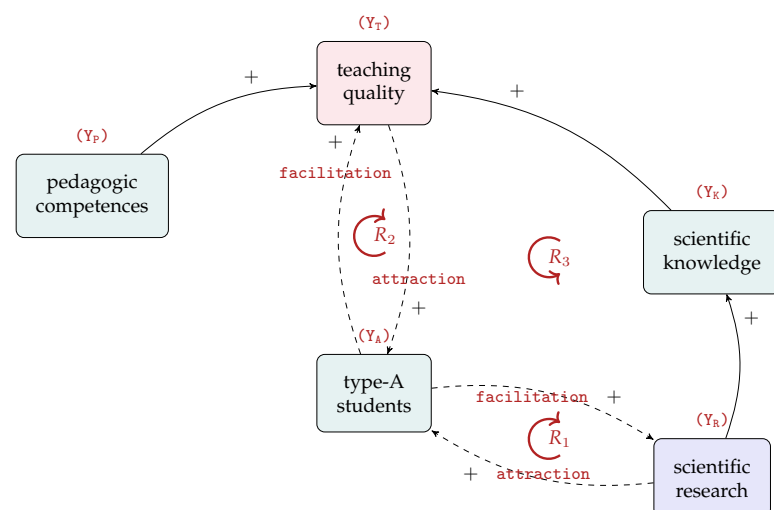 (Y_T)
teaching
quality
+
+
(Y_P)
pedagogic
competences
+
facilitation
(Y_K)
scientific
knowledge
R_2
R_3
attraction
+
+
(Y_A)
type-A
students
facilitation
+
(Y_R)
R_1
scientific
research
+
attraction